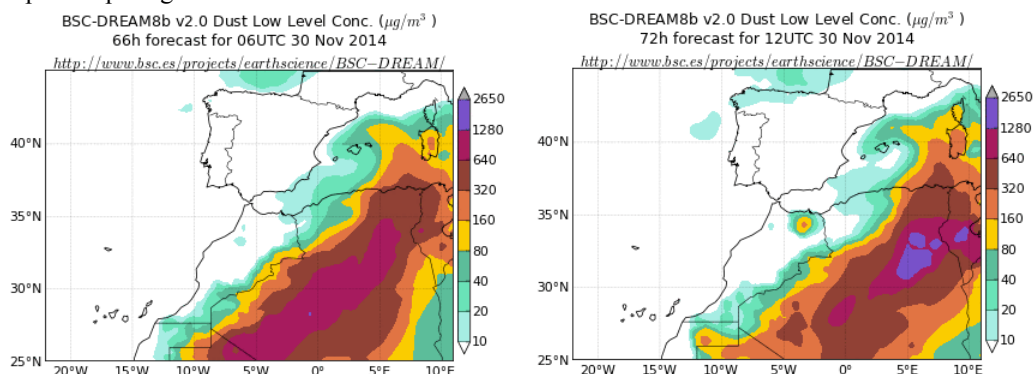 BSC-DREAM8b v2.0 Dust Low Level Conc. (μg/m³ )
66h forecast for 06UTC 30 Nov 2014
http://www.bsc.es/projects/earthscience/BSC−DREAM/
40°N
35°N
30°N
25°N
20°W 15°W 10°W 5°W 0° 5°E 10°E
2650
1280
640
320
160
80
40
20
10
BSC-DREAM8b v2.0 Dust Low Level Conc. (μg/m³ )
72h forecast for 12UTC 30 Nov 2014
http://www.bsc.es/projects/earthscience/BSC−DREAM/
40°N
35°N
30°N
25°N
20°W 15°W 10°W 5°W 0° 5°E 10°E
2650
1280
640
320
160
80
40
20
10